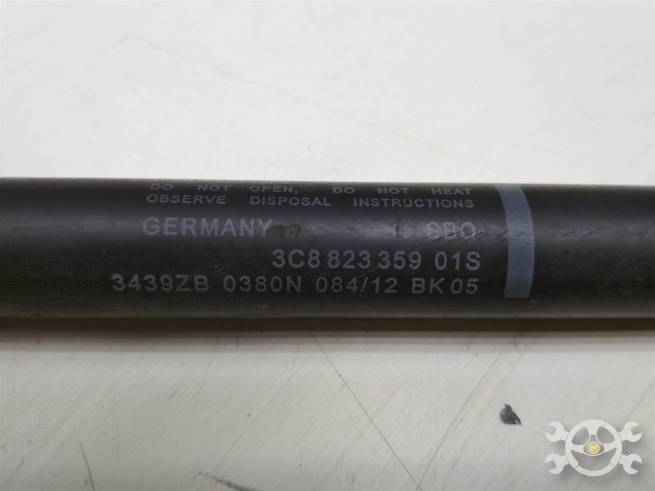 DO NOT OPEN, DO NOT HEAT
OBSERVE DISPOSAL INSTRUCTIONS
GERMANY SBO
3C8 823 359 01S
3439ZB 0380N 084/12 BK05